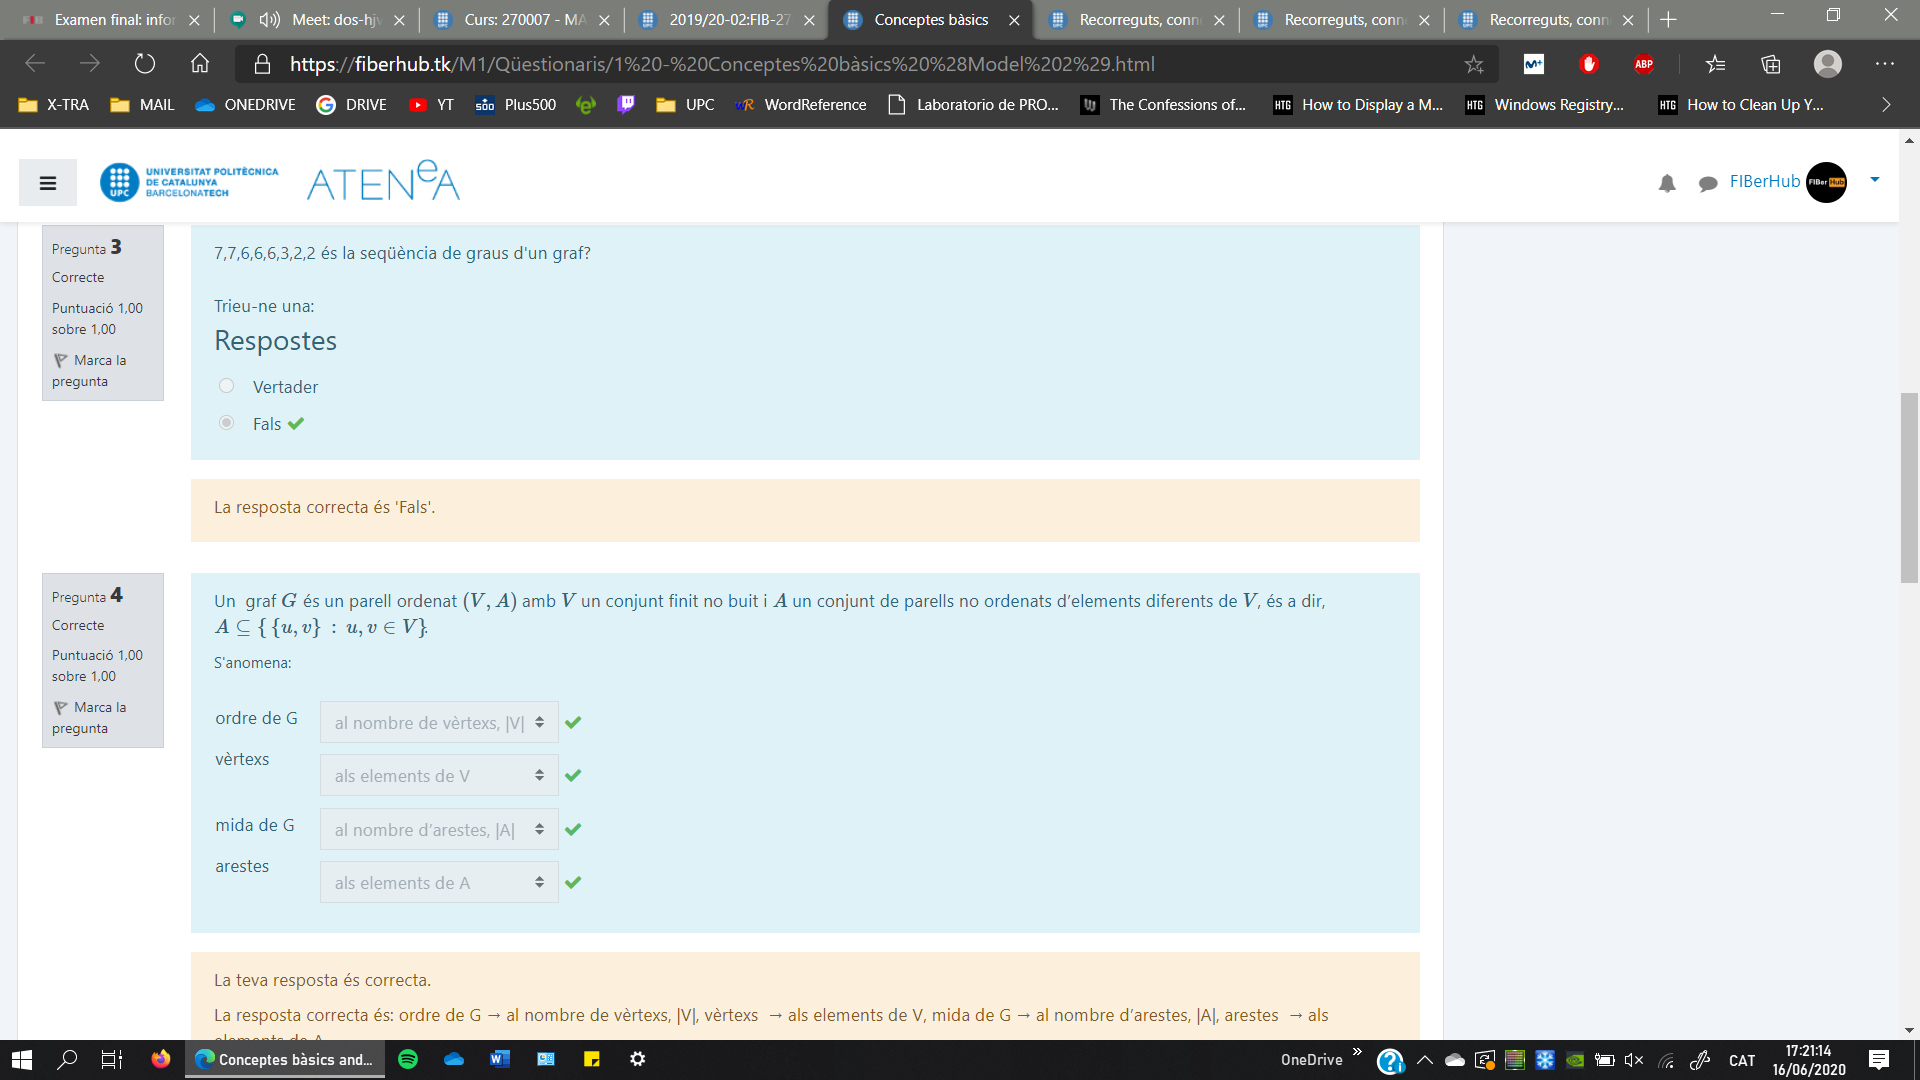 Examen final: infor
Meet: dos-hjv
Curs: 270007 - MA
2019/20-02:FIB-27
Conceptes bàsics
Recorreguts, conn
Recorreguts, conn
Recorreguts, conn
https://fiberhub.tk/M1/Qüestionaris/1%20-%20Conceptes%20bàsics%20%28Model%202%29.html
ABP
X-TRA
MAIL
ONEDRIVE
DRIVE
YT
Plus500
UPC
WordReference
Laboratorio de PRO...
The Confessions of...
HTG How to Display a M...
HTG Windows Registry...
HTG How to Clean Up Y...
UPC
UNIVERSITAT POLITÈCNICA
DE CATALUNYA
BARCELONATECH
ATENeA
FIBerHub
FIBer Hub
Pregunta 3
Correcte
Puntuació 1,00
sobre 1,00
Marca la
pregunta
7,7,6,6,6,3,2,2 és la seqüència de graus d'un graf?
Trieu-ne una:
Respostes
Vertader
Fals
La resposta correcta és 'Fals'.
Pregunta 4
Correcte
Puntuació 1,00
sobre 1,00
Marca la
pregunta
Un graf G és un parell ordenat (V, A) amb V un conjunt finit no buit i A un conjunt de parells no ordenats d’elements diferents de V, és a dir,
A ⊆ { {u, v} : u, v ∈ V}.
S'anomena:
ordre de G al nombre de vèrtexs, |V|
vèrtexs als elements de V
mida de G al nombre d’arestes, |A|
arestes als elements de A
La teva resposta és correcta.
La resposta correcta és: ordre de G → al nombre de vèrtexs, |V|, vèrtexs → als elements de V, mida de G → al nombre d’arestes, |A|, arestes → als
elements de A
Conceptes bàsics and...
OneDrive
CAT
17:21:14
16/06/2020